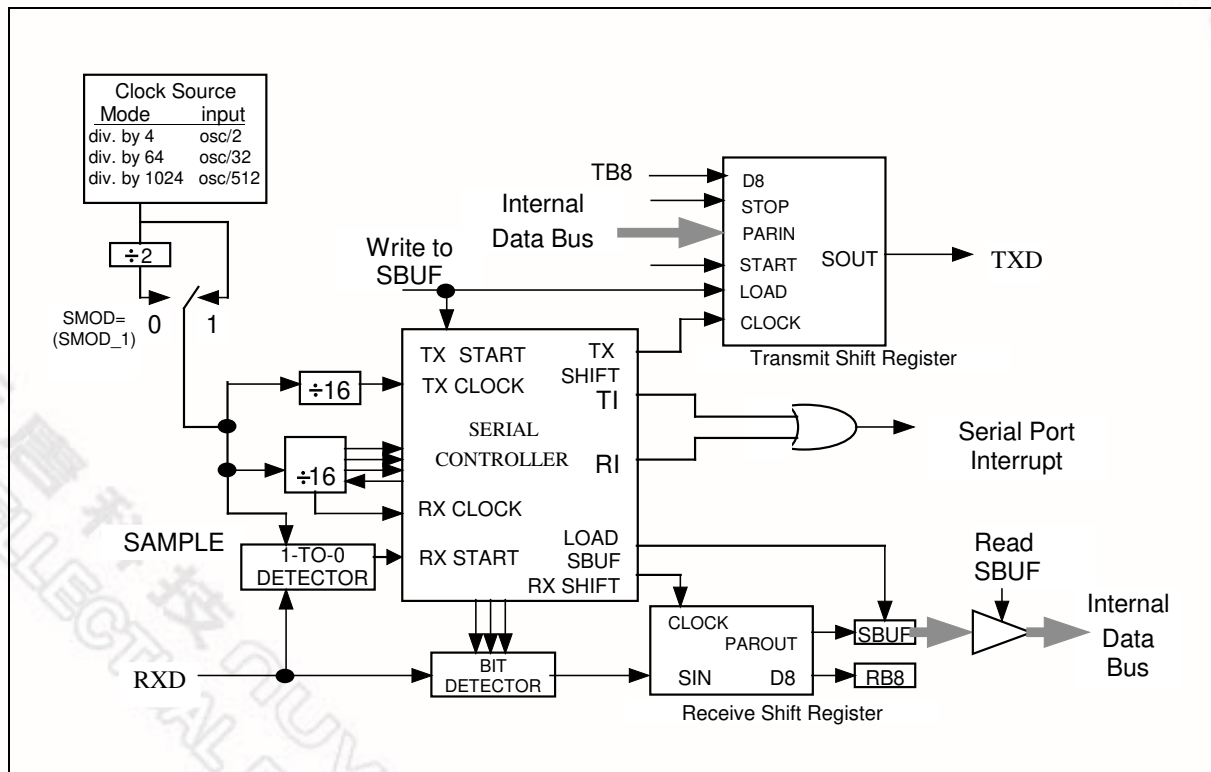 Clock Source
Mode input
div. by 4 osc/2
div. by 64 osc/32
div. by 1024 osc/512
÷2
SMOD=
(SMOD_1)
0 1
TB8
Internal
Data Bus
Write to
SBUF
D8
STOP
PARIN
START
LOAD
CLOCK
SOUT
TXD
Transmit Shift Register
÷16
÷16
TX START
TX CLOCK
SERIAL
CONTROLLER
RX CLOCK
RX START
TX
SHIFT
TI
RI
LOAD
SBUF
RX SHIFT
Serial Port
Interrupt
SAMPLE
1-TO-0
DETECTOR
RXD
BIT
DETECTOR
CLOCK
PAROUT
SIN D8
Receive Shift Register
SBUF
RB8
Read
SBUF
Internal
Data
Bus